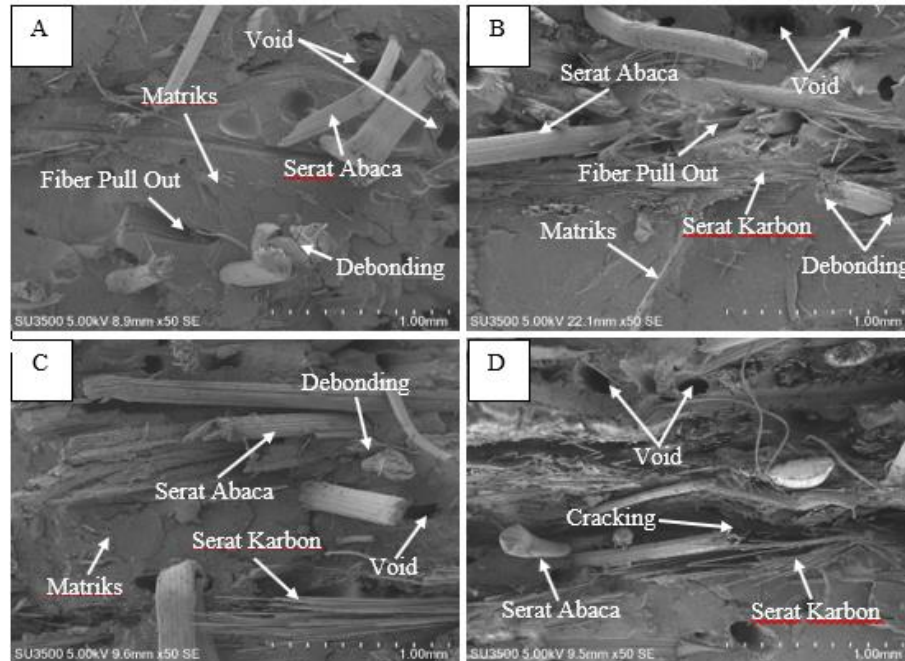 A
Void
Matriks
Serat Abaca
Fiber Pull Out
Debonding
SU3500 5.00kV 8.9mm x50 SE
1.00mm
B
Serat Abaca
Void
Fiber Pull Out
Serat Karbon
Matriks
Debonding
SU3500 5.00kV 22.1mm x50 SE
1.00mm
C
Debonding
Serat Abaca
Serat Karbon
Void
Matriks
SU3500 5.00kV 9.6mm x50 SE
1.00mm
D
Void
Cracking
Serat Abaca
Serat Karbon
SU3500 5.00kV 9.5mm x50 SE
1.00mm